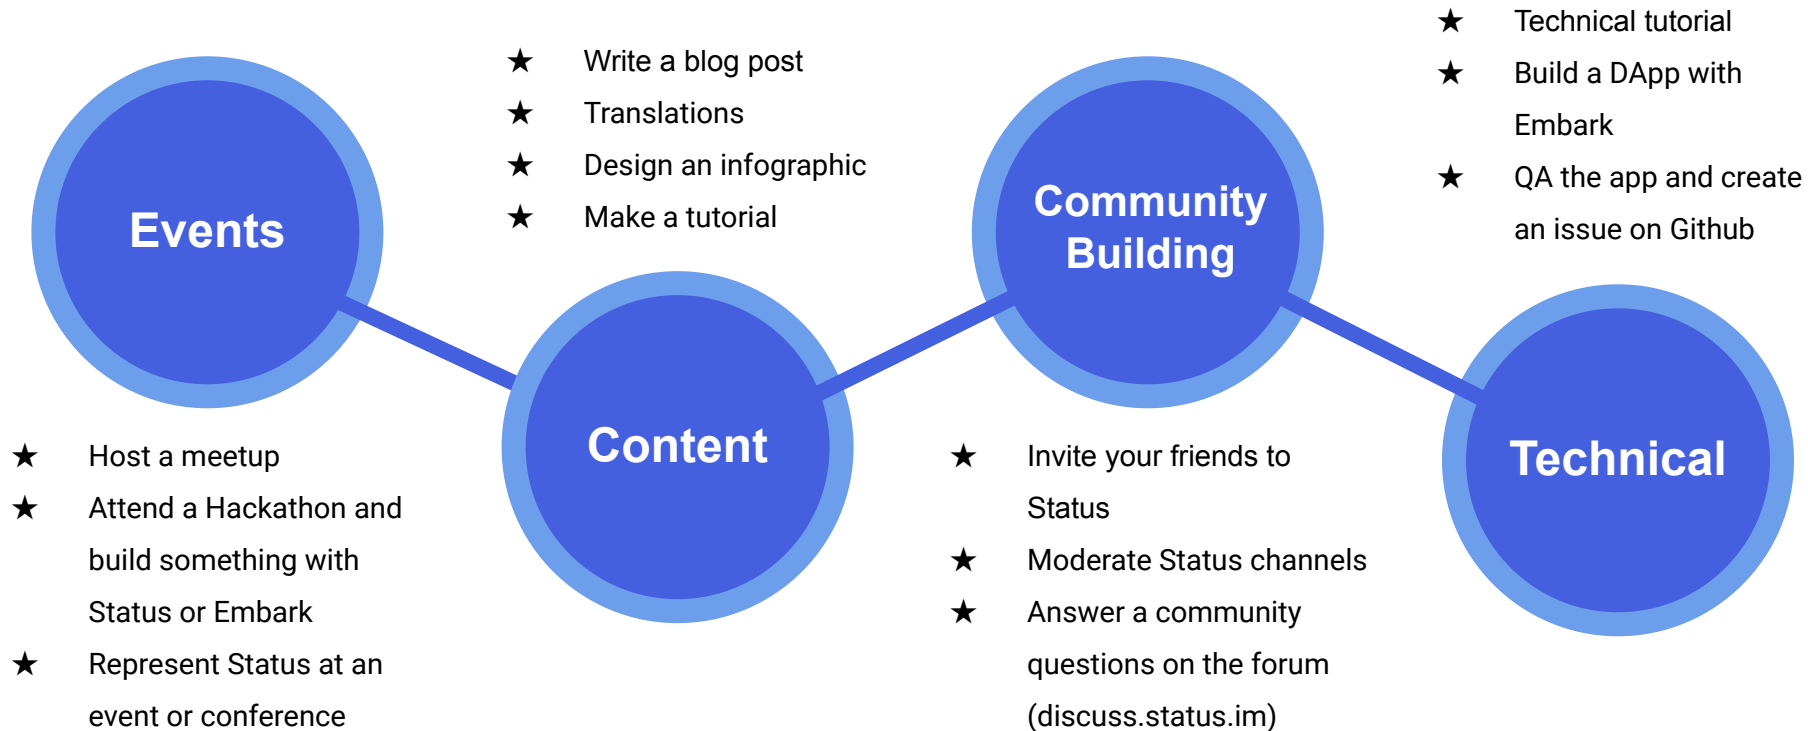 Events
★ Host a meetup
★ Attend a Hackathon and
build something with
Status or Embark
★ Represent Status at an
event or conference
★ Write a blog post
★ Translations
★ Design an infographic
★ Make a tutorial
Content
Community
Building
★ Invite your friends to
Status
★ Moderate Status channels
★ Answer a community
questions on the forum
(discuss.status.im)
★ Technical tutorial
★ Build a DApp with
Embark
★ QA the app and create
an issue on Github
Technical